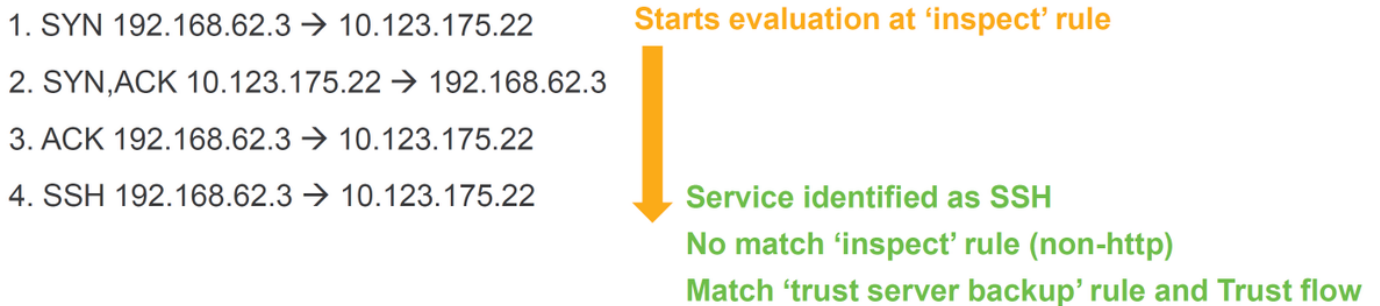 1. SYN 192.168.62.3 → 10.123.175.22
Starts evaluation at ‘inspect’ rule
2. SYN,ACK 10.123.175.22 → 192.168.62.3
3. ACK 192.168.62.3 → 10.123.175.22
4. SSH 192.168.62.3 → 10.123.175.22
Service identified as SSH
No match ‘inspect’ rule (non-http)
Match ‘trust server backup’ rule and Trust flow